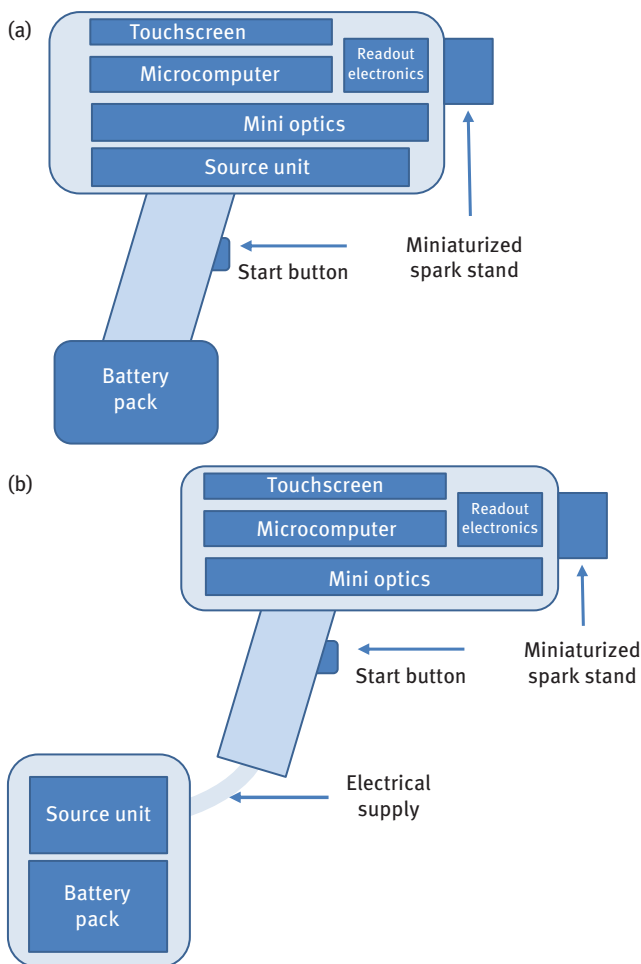 (a)
Touchscreen
Microcomputer
Readout
electronics
Mini optics
Source unit
Start button
Miniaturized
spark stand
Battery
pack
(b)
Touchscreen
Microcomputer
Readout
electronics
Mini optics
Start button
Miniaturized
spark stand
Electrical
supply
Source unit
Battery
pack